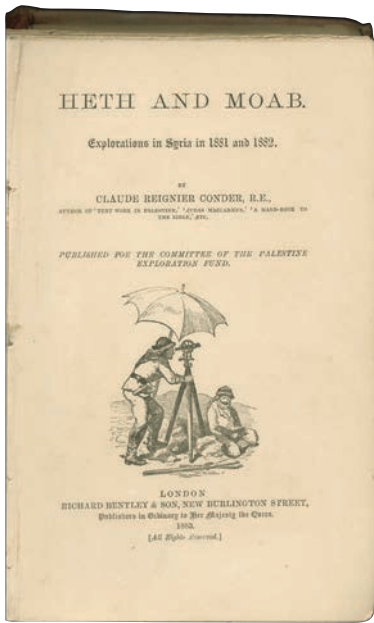 HETH AND MOAB.
Explorations in Syria in 1881 and 1882.
BY
CLAUDE REIGNIER CONDER, R.E.,
AUTHOR OF 'TENT WORK IN PALESTINE,' 'JUDAS MACCABÆUS,' 'A HAND-BOOK TO
THE BIBLE,' ETC.
PUBLISHED FOR THE COMMITTEE OF THE PALESTINE
EXPLORATION FUND.
LONDON
RICHARD BENTLEY & SON, NEW BURLINGTON STREET,
Publishers in Ordinary to Her Majesty the Queen.
1883.
[All Rights Reserved.]